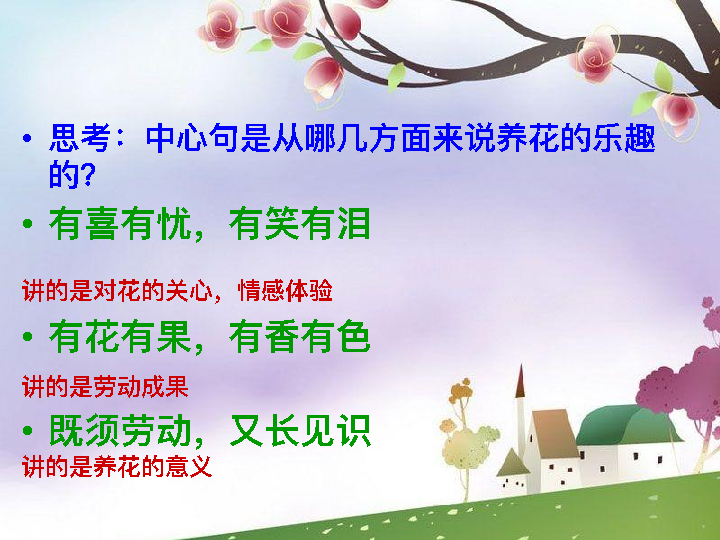 • 思考：中心句是从哪几方面来说养花的乐趣
的?
• 有喜有忧，有笑有泪
讲的是对花的关心，情感体验
• 有花有果，有香有色
讲的是劳动成果
• 既须劳动，又长见识
讲的是养花的意义